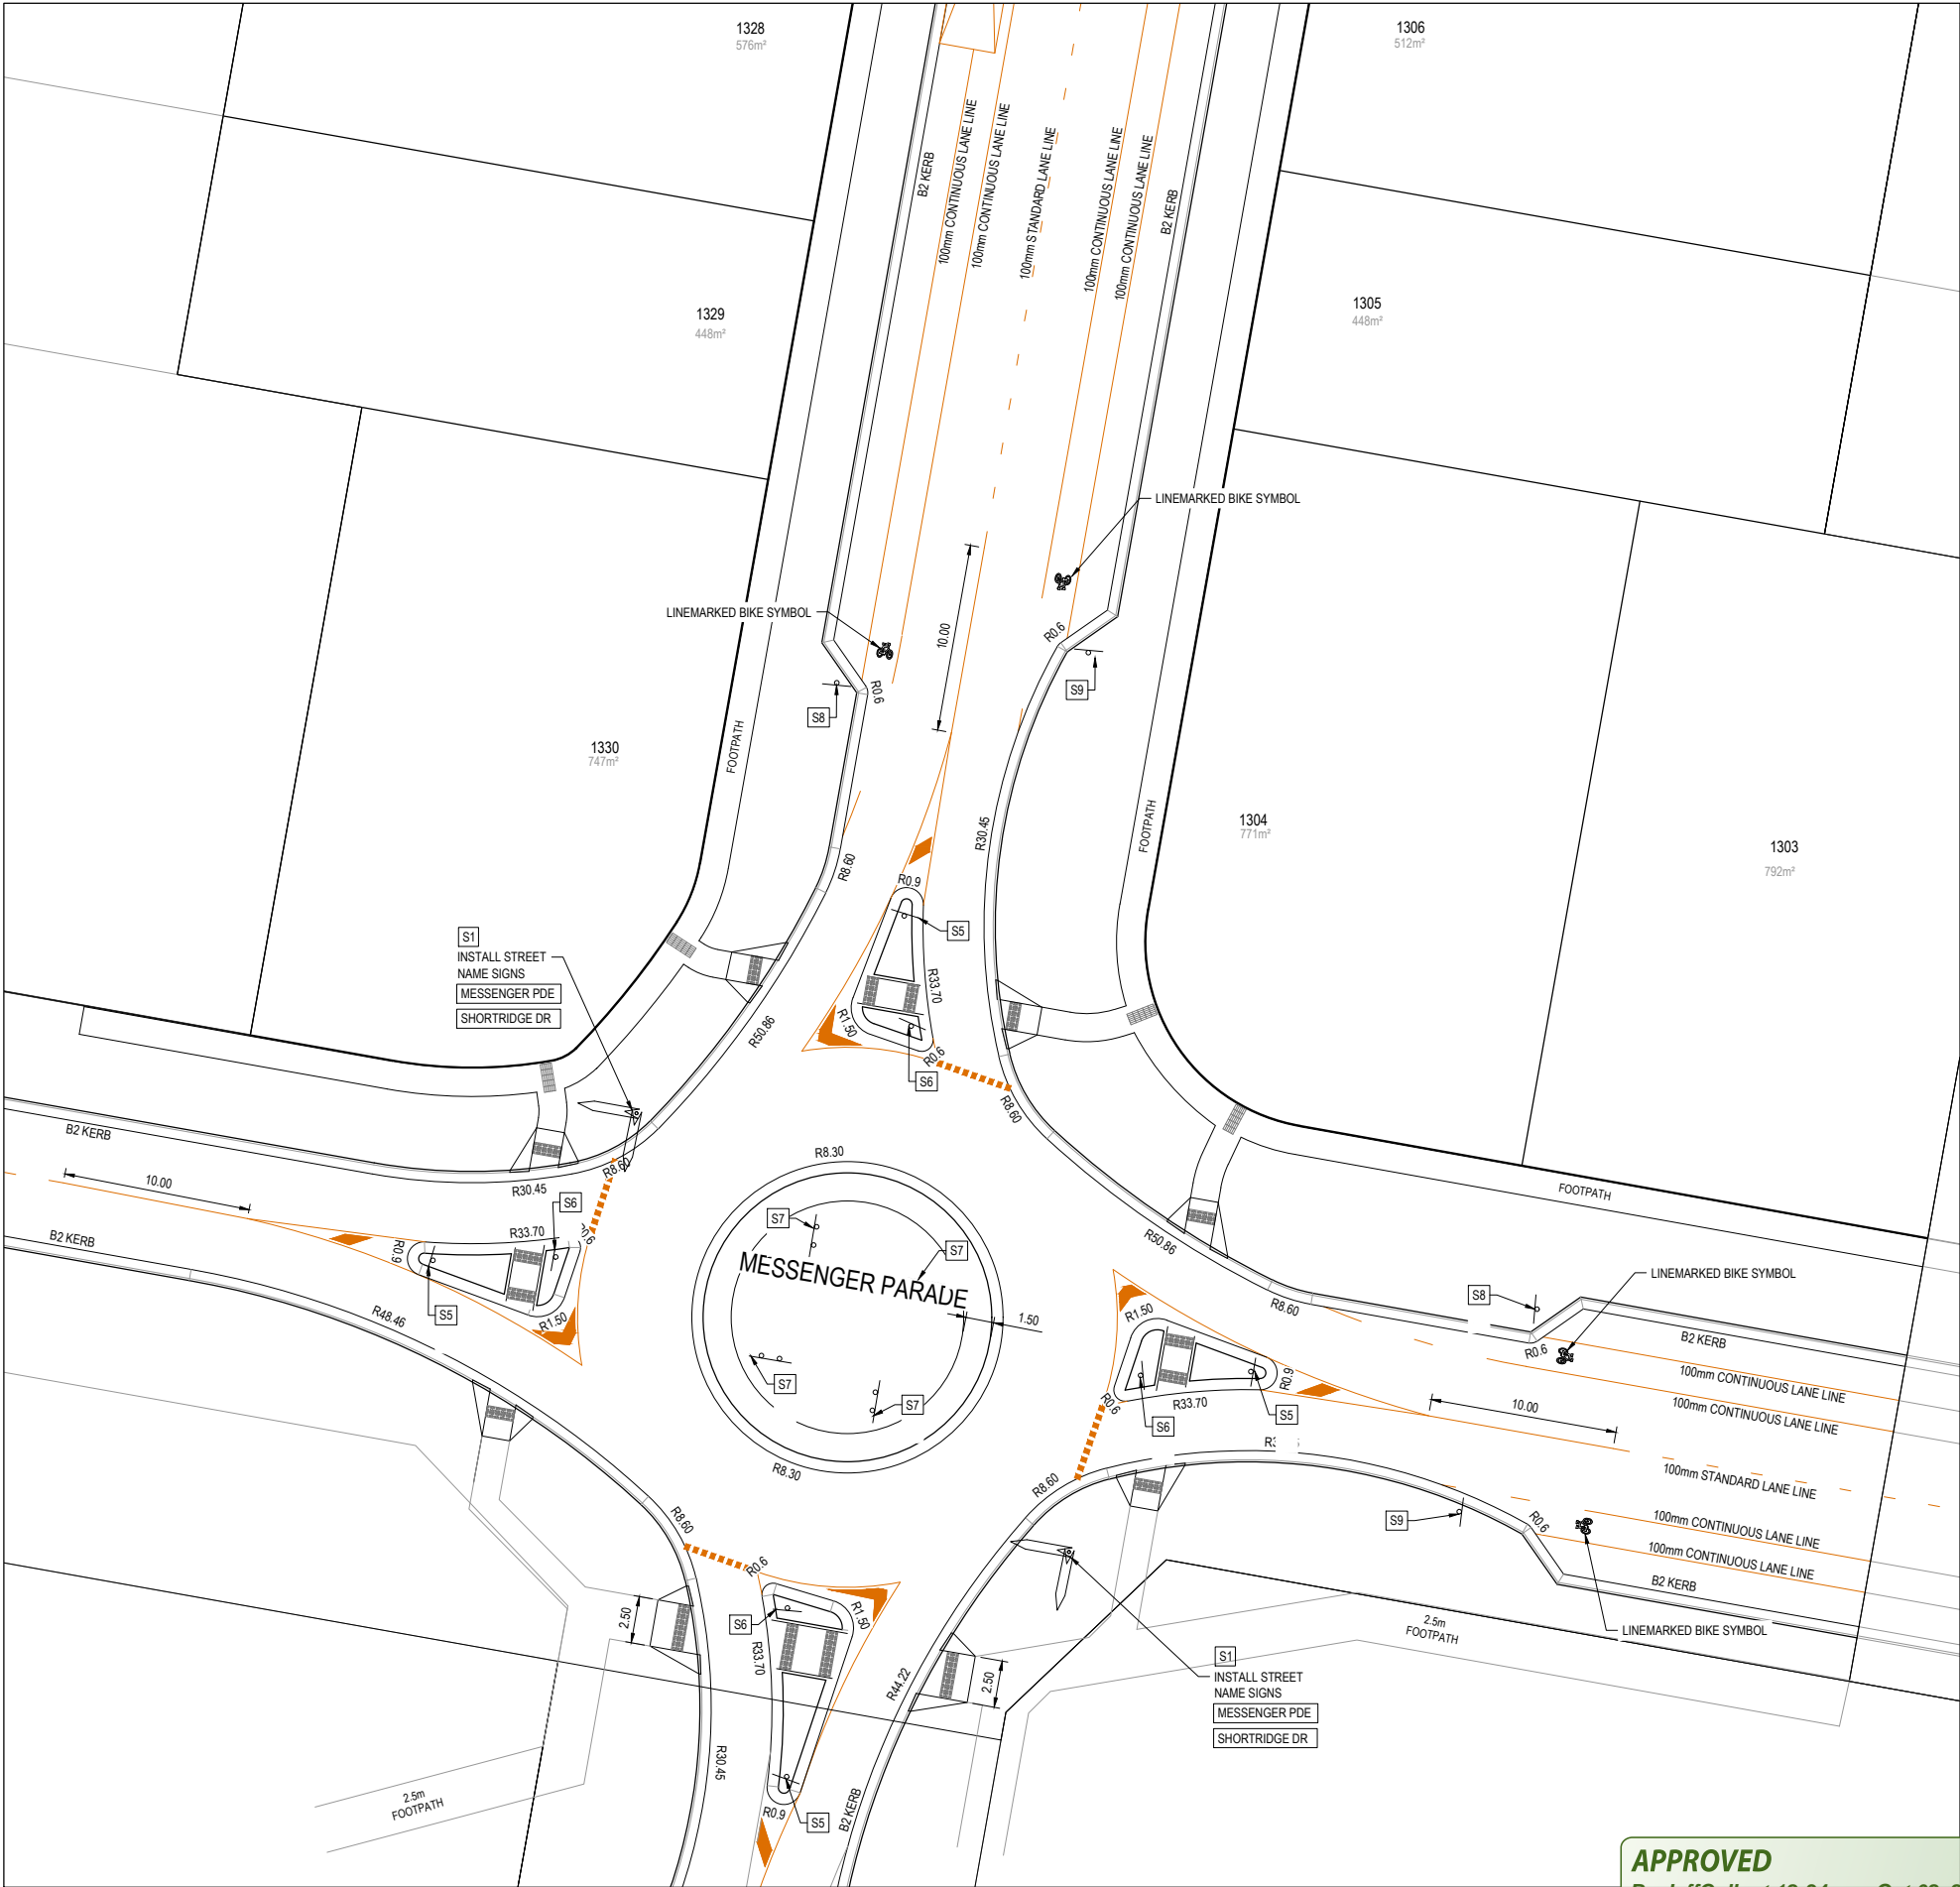 1328
576m²
1306
512m²
100mm CONTINUOUS LANE LINE
100mm CONTINUOUS LANE LINE
100mm STANDARD LANE LINE
100mm CONTINUOUS LANE LINE
100mm CONTINUOUS LANE LINE
B2 KERB
B2 KERB
1329
448m²
1305
448m²
LINEMARKED BIKE SYMBOL
LINEMARKED BIKE SYMBOL
10.00
R0.6
R0.6
S8
S9
1330
747m²
FOOTPATH
FOOTPATH
1304
771m²
1303
792m²
R30.45
R8.60
R0.9
S5
S1
INSTALL STREET
NAME SIGNS
MESSENGER PDE
SHORTRIDGE DR
R33.70
R1.50
R50.86
R0.6
S6
R8.60
B2 KERB
R8.60
R8.30
10.00
R30.45
S6
FOOTPATH
R33.70
R0.6
S7
B2 KERB
R0.9
R50.86
S7
MESSENGER PARADE
LINEMARKED BIKE SYMBOL
S8
R48.46
S5
R1.50
1.50
R1.50
R8.60
R0.6
B2 KERB
100mm CONTINUOUS LANE LINE
S7
R0.9
100mm CONTINUOUS LANE LINE
R0.6
R33.70
S5
10.00
S7
S6
R8.30
100mm STANDARD LANE LINE
R8.60
R8.60
S9
R0.6
100mm CONTINUOUS LANE LINE
100mm CONTINUOUS LANE LINE
B2 KERB
R0.6
2.50
S6
R1.50
2.5m
FOOTPATH
LINEMARKED BIKE SYMBOL
R33.70
R44.22
2.50
S1
INSTALL STREET
NAME SIGNS
MESSENGER PDE
SHORTRIDGE DR
R30.45
2.5m
FOOTPATH
R0.9
S5
B2 KERB
APPROVED